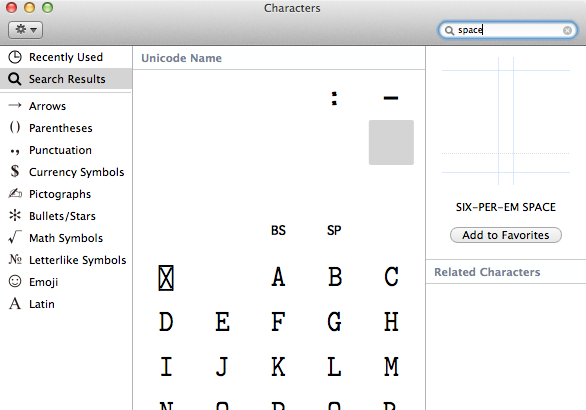 Characters
space
Recently Used
Search Results
→ Arrows
() Parentheses
., Punctuation
$ Currency Symbols
✍ Pictographs
✻ Bullets/Stars
√ Math Symbols
№ Letterlike Symbols
☺ Emoji
A Latin
Unicode Name
: –
BS SP
A B C
D E F G H
I J K L M
SIX-PER-EM SPACE
Add to Favorites
Related Characters